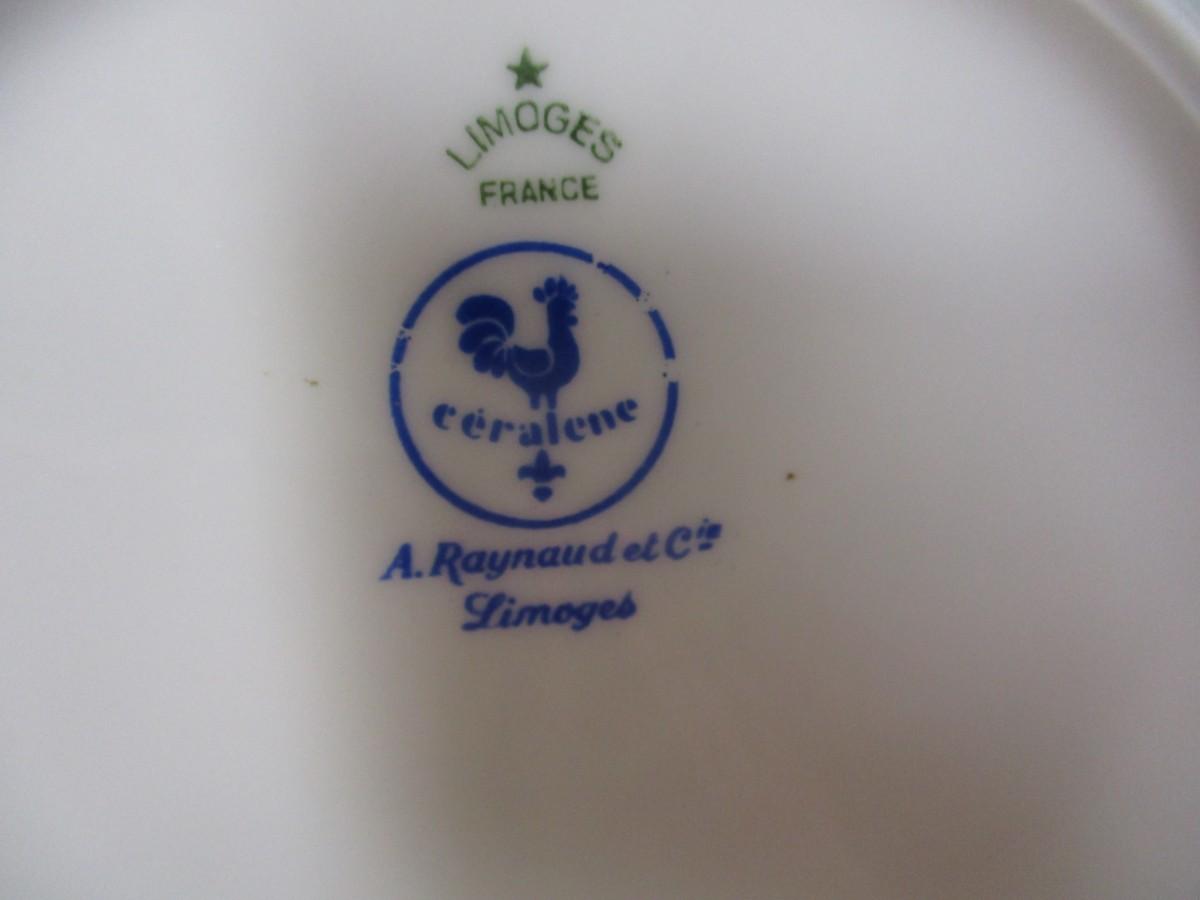 LIMOGES
FRANCE
céralene
A. Raynaud et Cie
Limoges